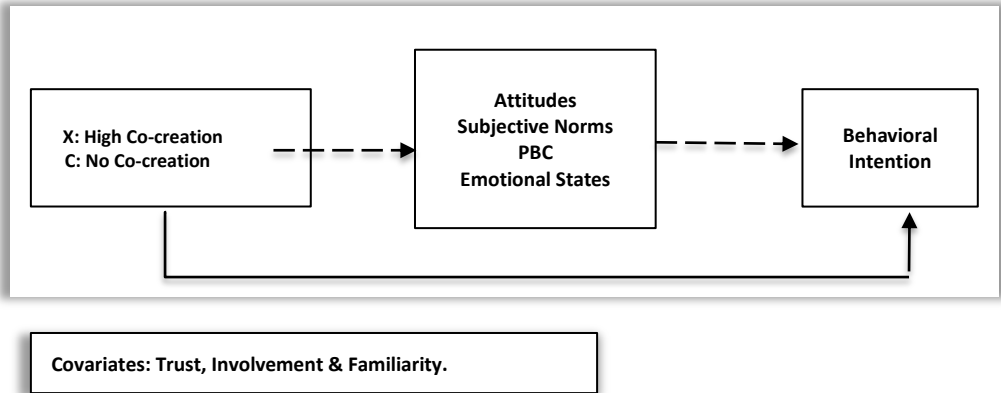 X: High Co-creation
C: No Co-creation
Attitudes
Subjective Norms
PBC
Emotional States
Behavioral
Intention
Covariates: Trust, Involvement & Familiarity.